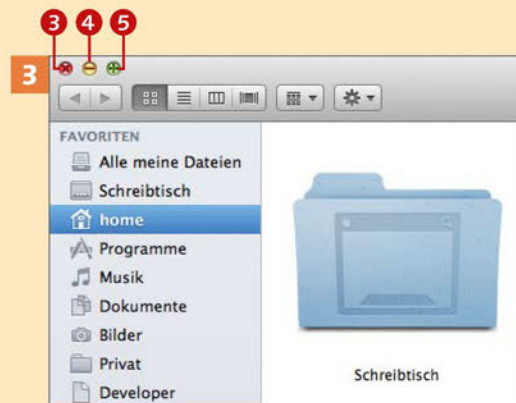 3 4 5
3
FAVORITEN
Alle meine Dateien
Schreibtisch
home
Programme
Musik
Dokumente
Bilder
Privat
Developer
Schreibtisch